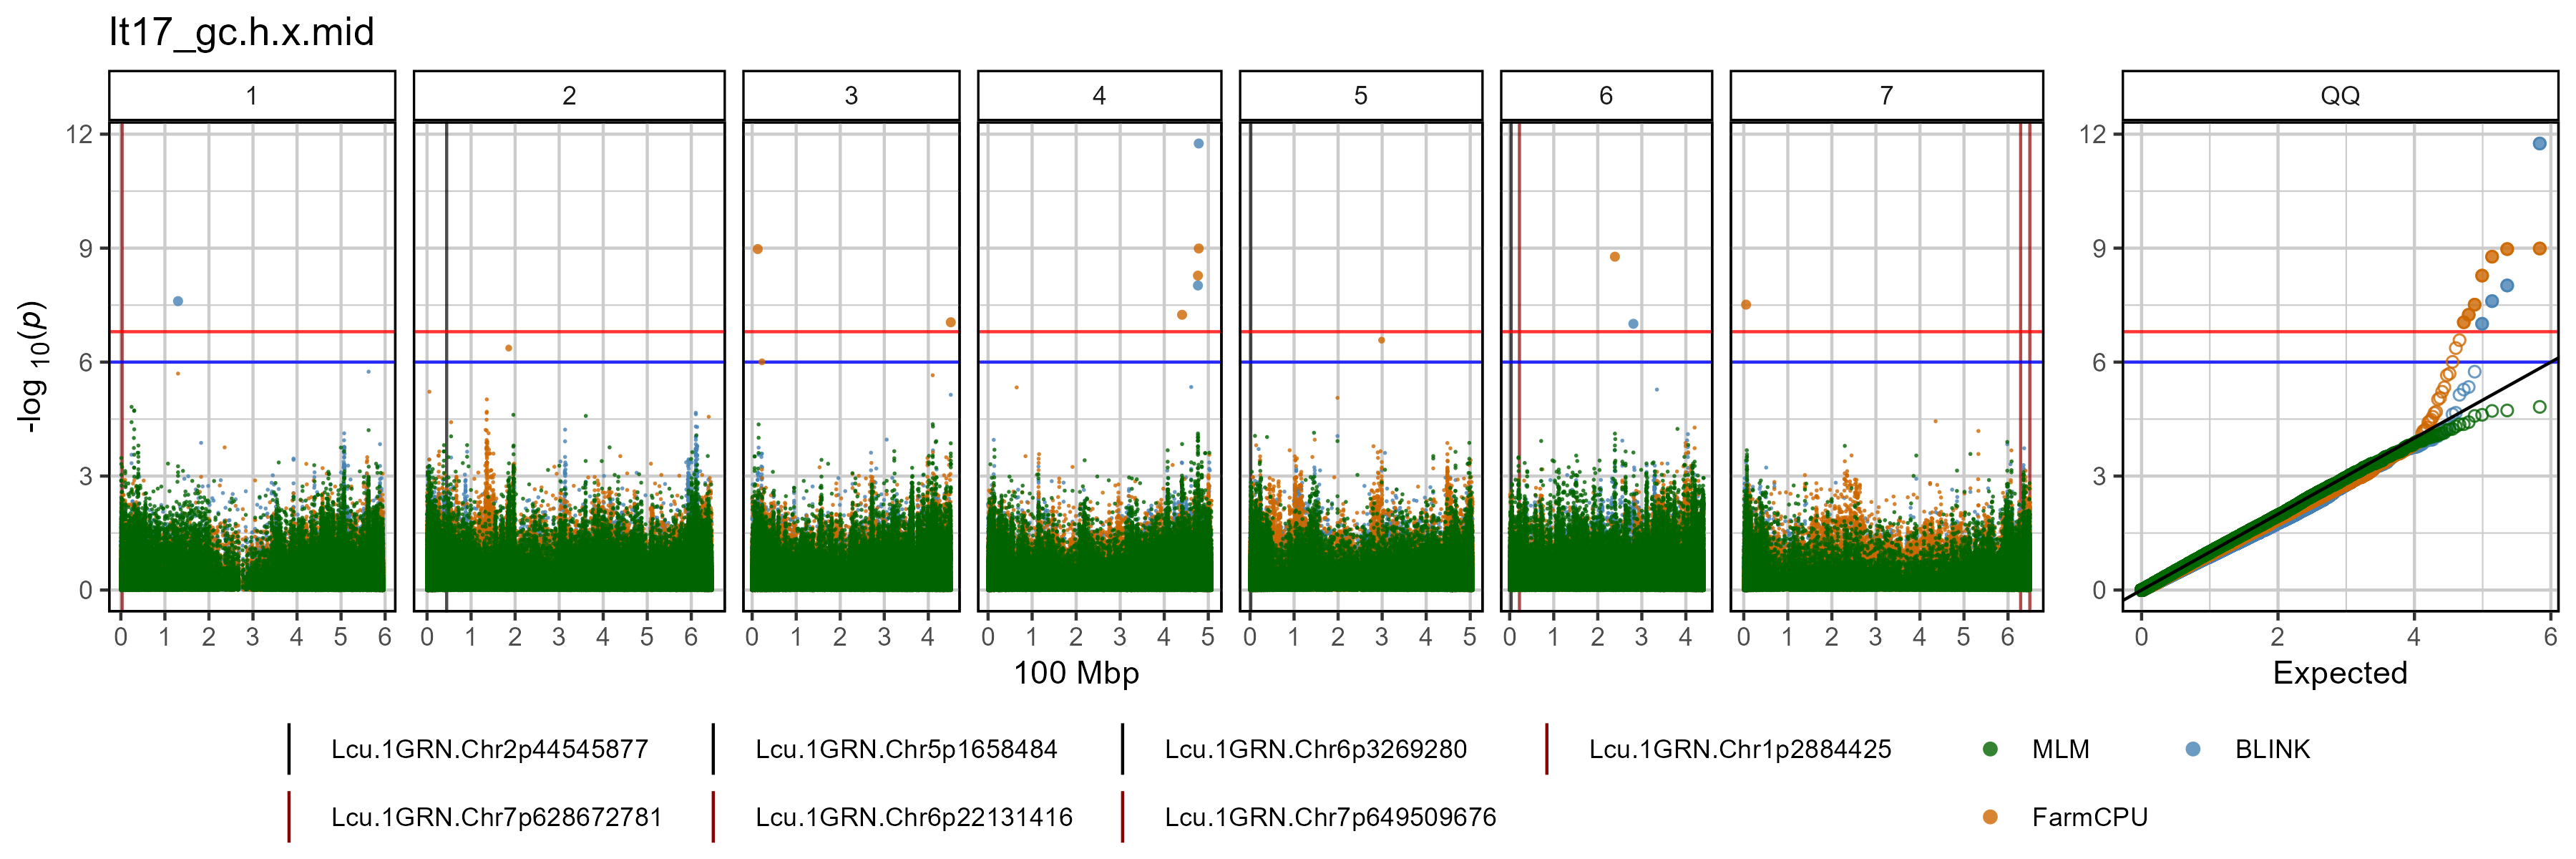 It17_gc.h.x.mid
1 2 3 4 5 6 7 QQ
12 9 6 3 0
-log 10(p)
12 9 6 3 0
0 1 2 3 4 5 6
0 1 2 3 4 5 6
0 1 2 3 4
0 1 2 3 4 5
0 1 2 3 4 5
0 1 2 3 4
0 1 2 3 4 5 6
0 2 4 6
100 Mbp
Expected
Lcu.1GRN.Chr2p44545877 Lcu.1GRN.Chr5p1658484 Lcu.1GRN.Chr6p3269280 Lcu.1GRN.Chr1p2884425 MLM BLINK
Lcu.1GRN.Chr7p628672781 Lcu.1GRN.Chr6p22131416 Lcu.1GRN.Chr7p649509676 FarmCPU